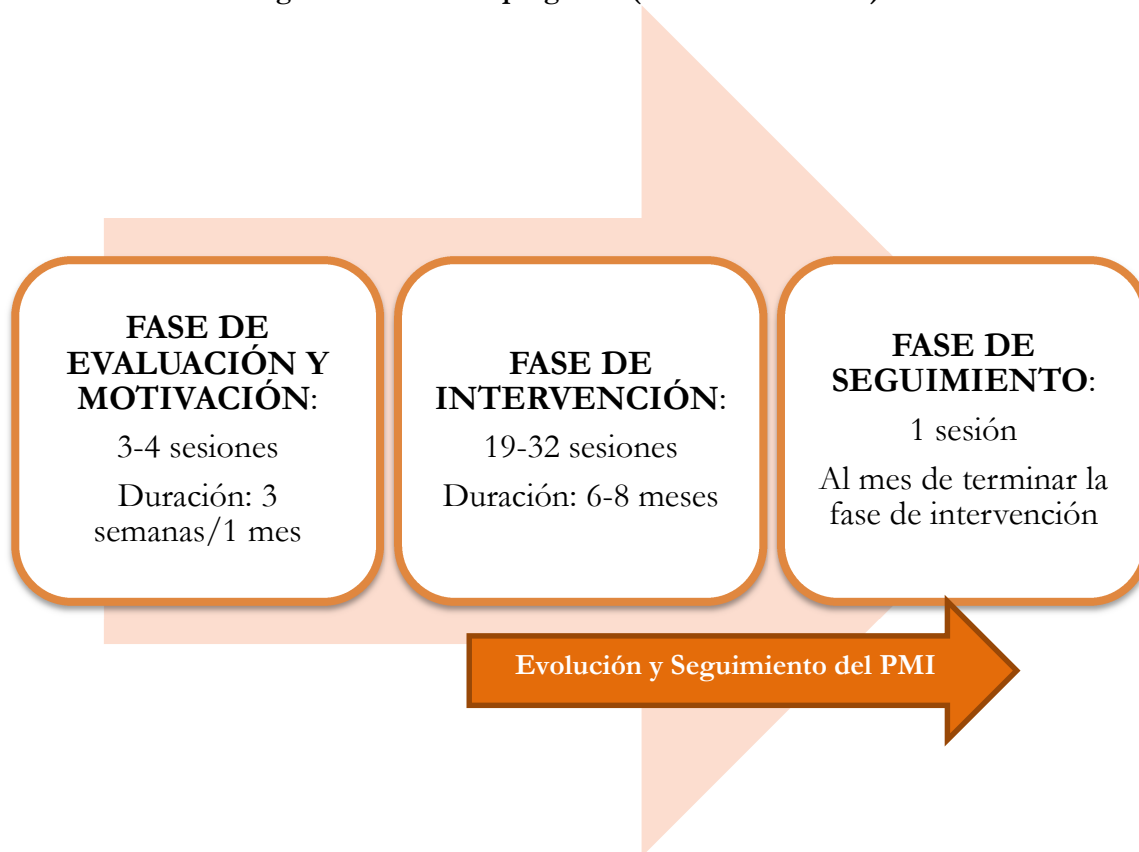 FASE DE
EVALUACIÓN Y
MOTIVACIÓN:
3-4 sesiones
Duración: 3
semanas/1 mes
FASE DE
INTERVENCIÓN:
19-32 sesiones
Duración: 6-8 meses
FASE DE
SEGUIMIENTO:
1 sesión
Al mes de terminar la
fase de intervención
Evolución y Seguimiento del PMI